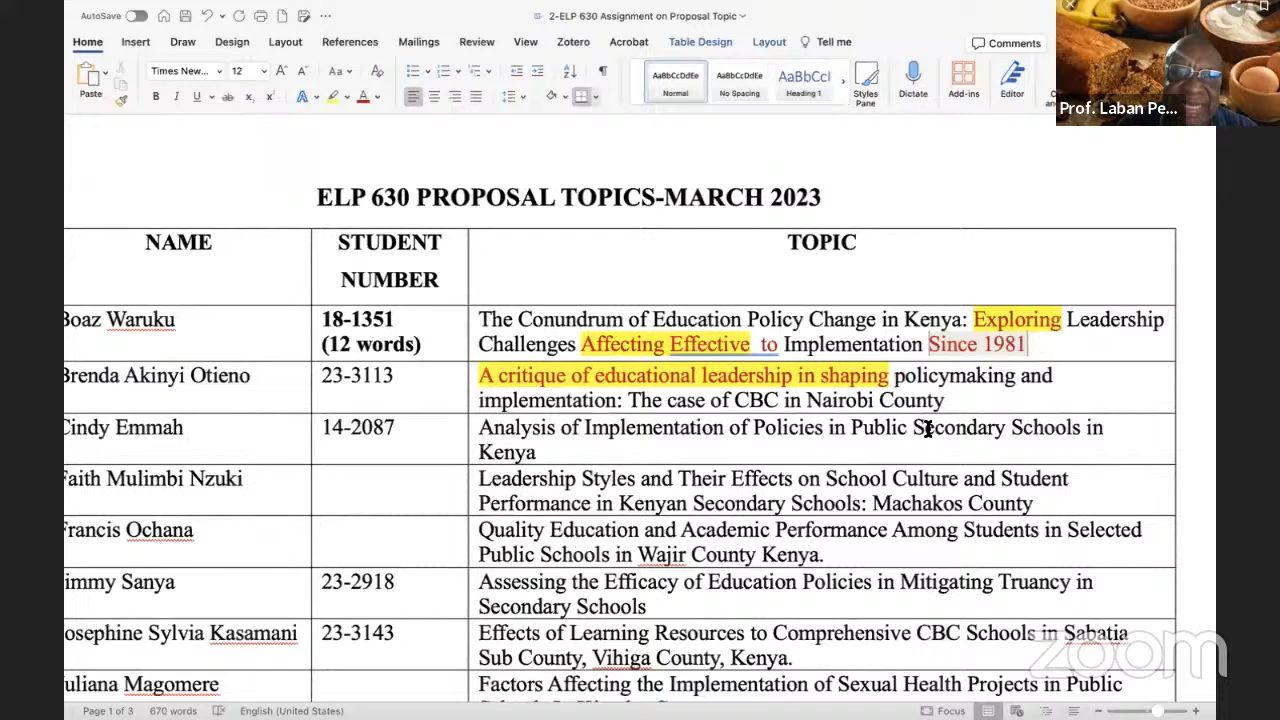 AutoSave
2-ELP 630 Assignment on Proposal Topic
Home Insert Draw Design Layout References Mailings Review View Zotero Acrobat Table Design Layout Tell me
Comments
Paste
Times New... 12
Aa
B I U ab x x A A
AaBbCcDdEe AaBbCcDdEe AaBbCcI
Normal No Spacing Heading 1
Styles Pane
Dictate
Add-ins
Editor
Prof. Laban Pe...
ELP 630 PROPOSAL TOPICS-MARCH 2023
NAME STUDENT NUMBER TOPIC
Boaz Waruku 18-1351 (12 words)
The Conundrum of Education Policy Change in Kenya: Exploring Leadership
Challenges Affecting Effective to Implementation Since 1981
Brenda Akinyi Otieno 23-3113
A critique of educational leadership in shaping policymaking and
implementation: The case of CBC in Nairobi County
Cindy Emmah 14-2087
Analysis of Implementation of Policies in Public Secondary Schools in
Kenya
Faith Mulimbi Nzuki
Leadership Styles and Their Effects on School Culture and Student
Performance in Kenyan Secondary Schools: Machakos County
Francis Ochana
Quality Education and Academic Performance Among Students in Selected
Public Schools in Wajir County Kenya.
immy Sanya 23-2918
Assessing the Efficacy of Education Policies in Mitigating Truancy in
Secondary Schools
osephine Sylvia Kasamani 23-3143
Effects of Learning Resources to Comprehensive CBC Schools in Sabatia
Sub County, Vihiga County, Kenya.
uliana Magomere
Factors Affecting the Implementation of Sexual Health Projects in Public
zoom
Page 1 of 3 670 words English (United States) Focus